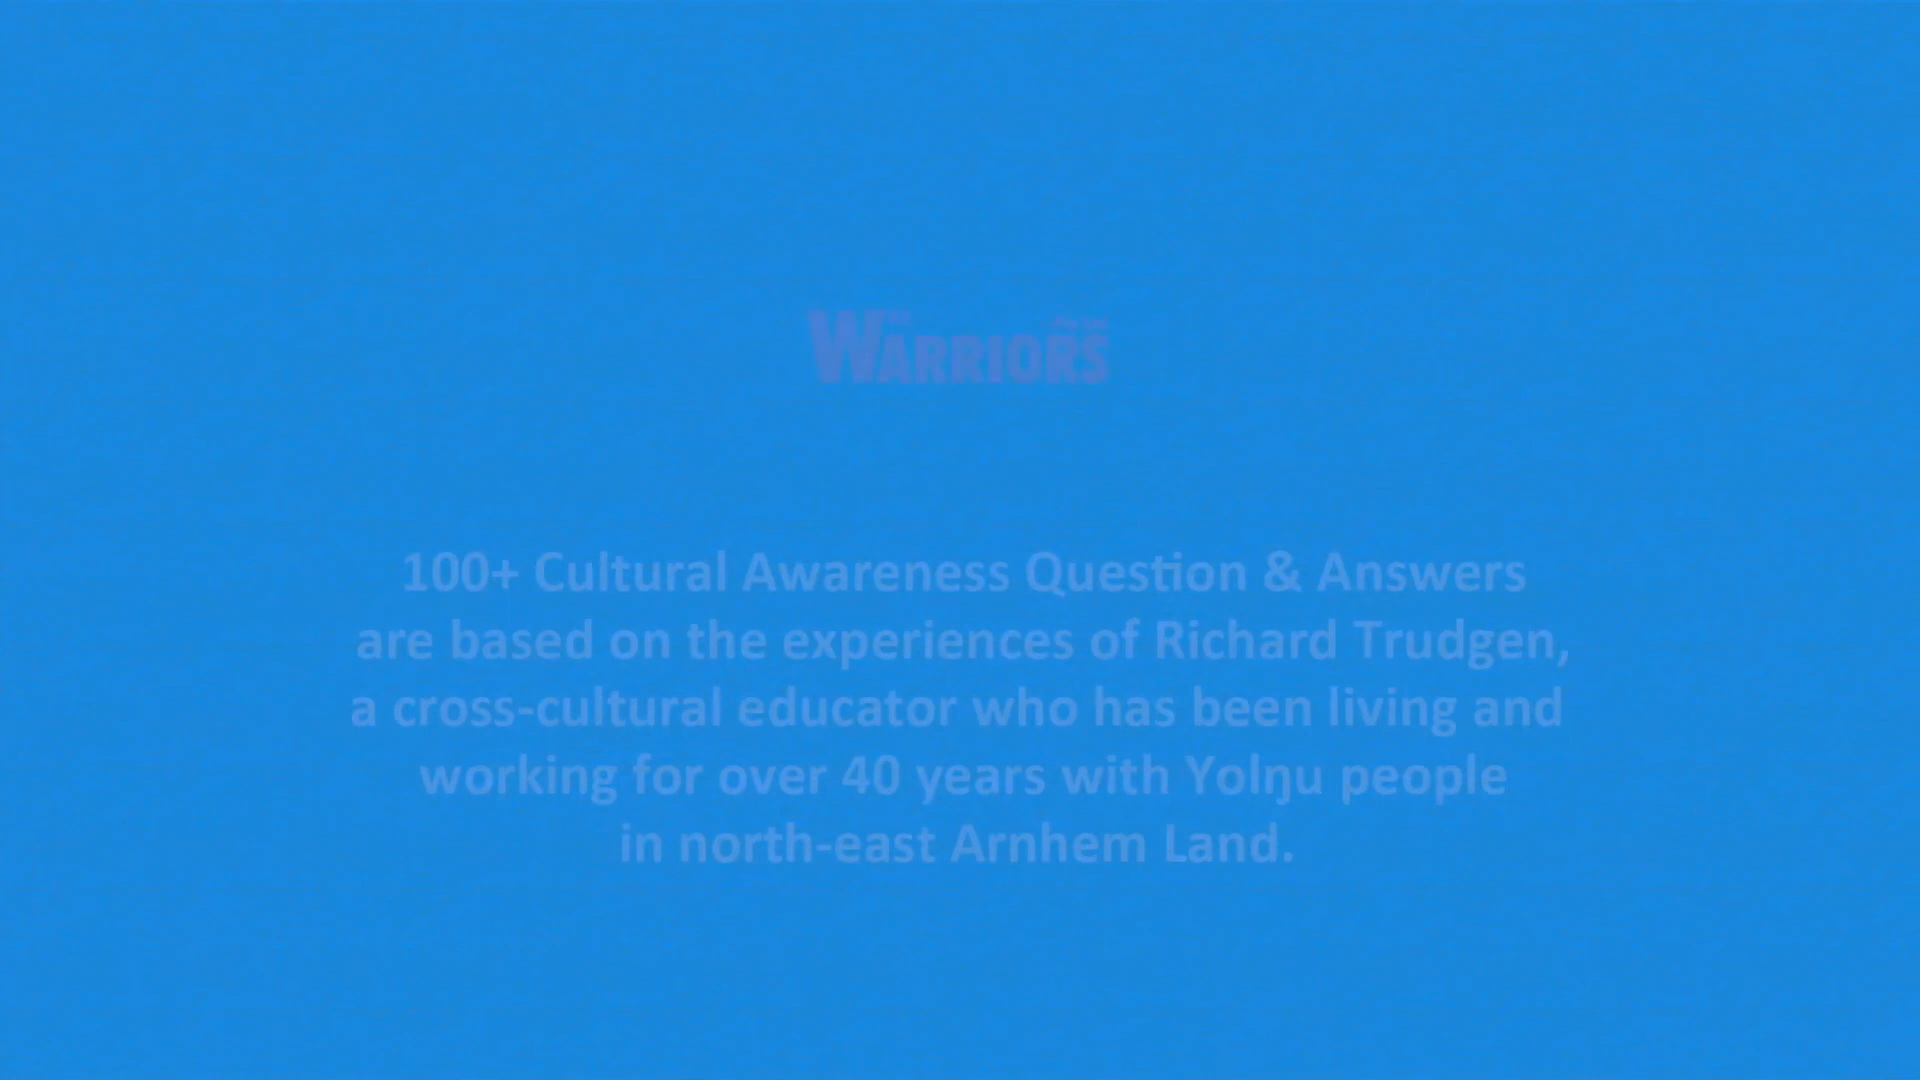 WARRIORS
100+ Cultural Awareness Question & Answers
are based on the experiences of Richard Trudgen,
a cross-cultural educator who has been living and
working for over 40 years with Yolŋu people
in north-east Arnhem Land.